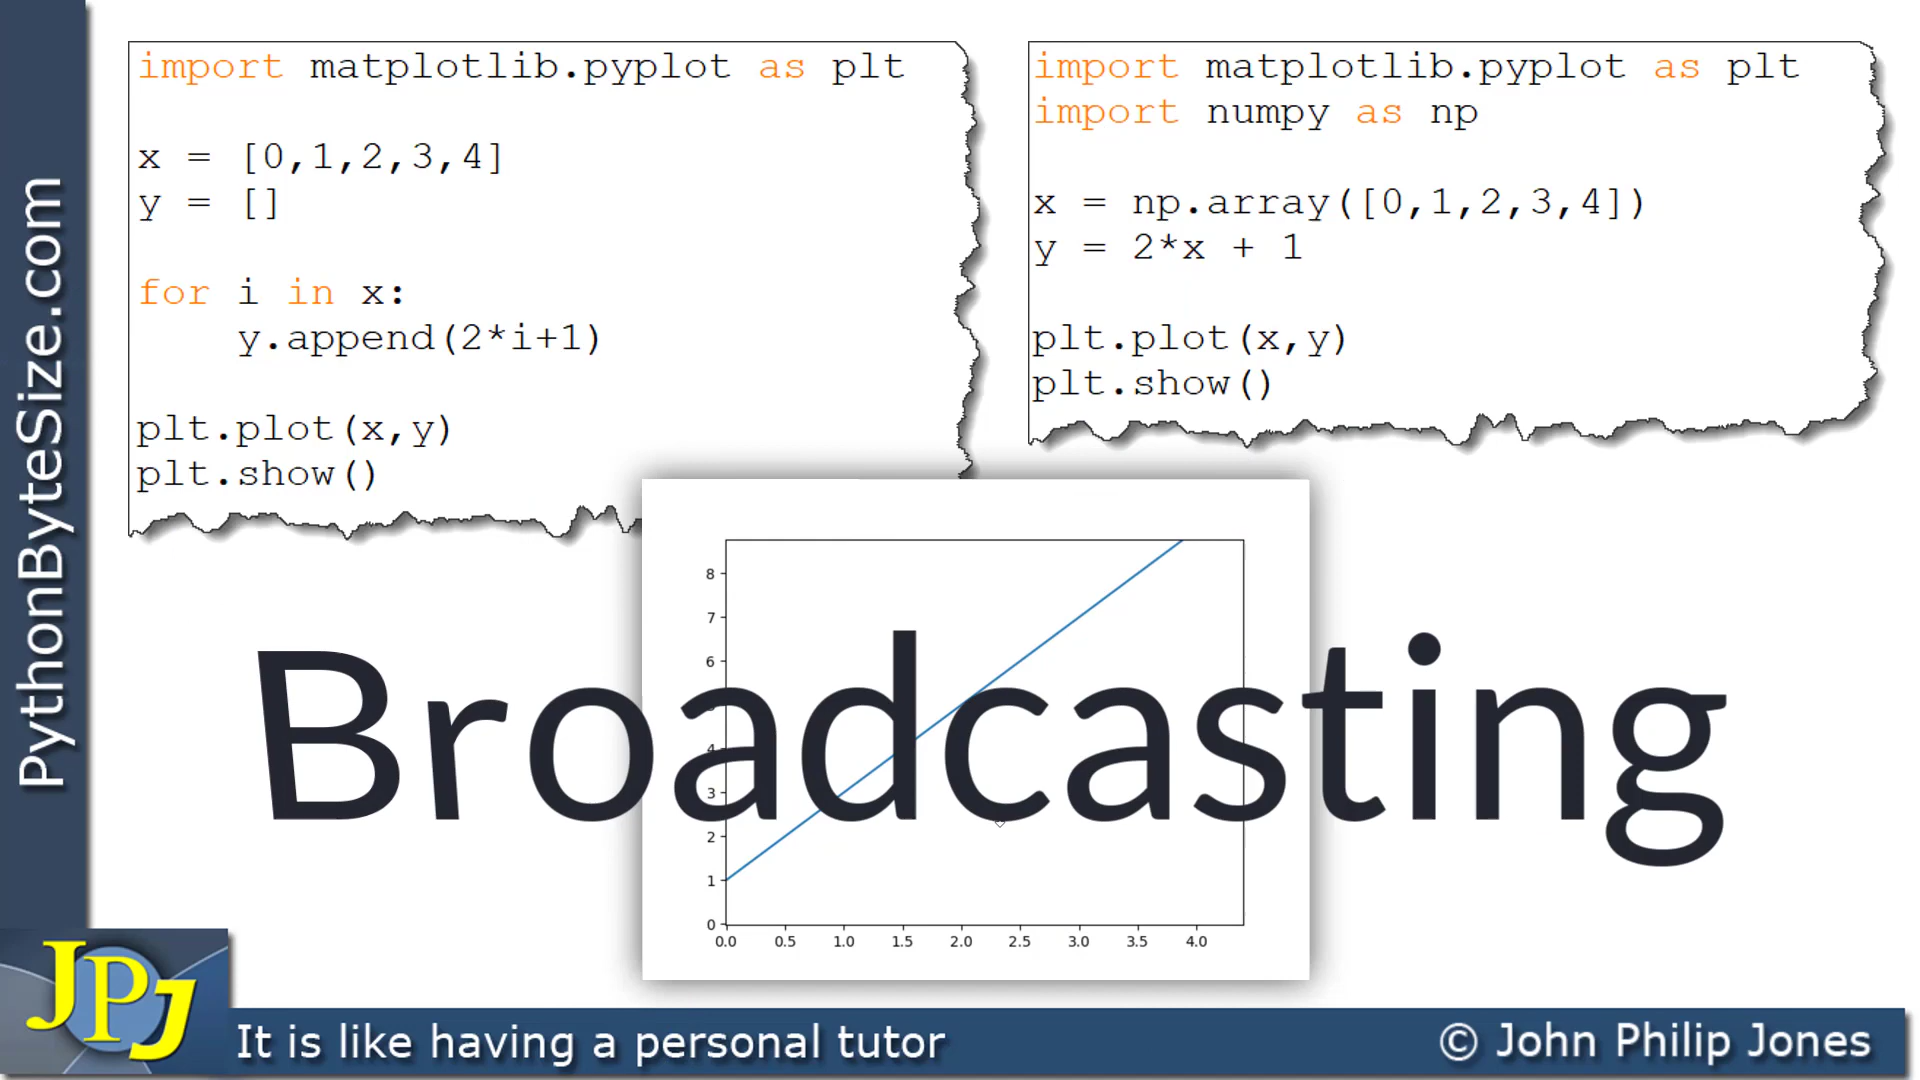 PythonByteSize.com
import matplotlib.pyplot as plt
x = [0,1,2,3,4]
y = []
for i in x:
    y.append(2*i+1)
plt.plot(x,y)
plt.show()
import matplotlib.pyplot as plt
import numpy as np
x = np.array([0,1,2,3,4])
y = 2*x + 1
plt.plot(x,y)
plt.show()
8
7
6
4
3
2
1
0
0.0 0.5 1.0 1.5 2.0 2.5 3.0 3.5 4.0
Broadcasting
JPJ
It is like having a personal tutor
© John Philip Jones